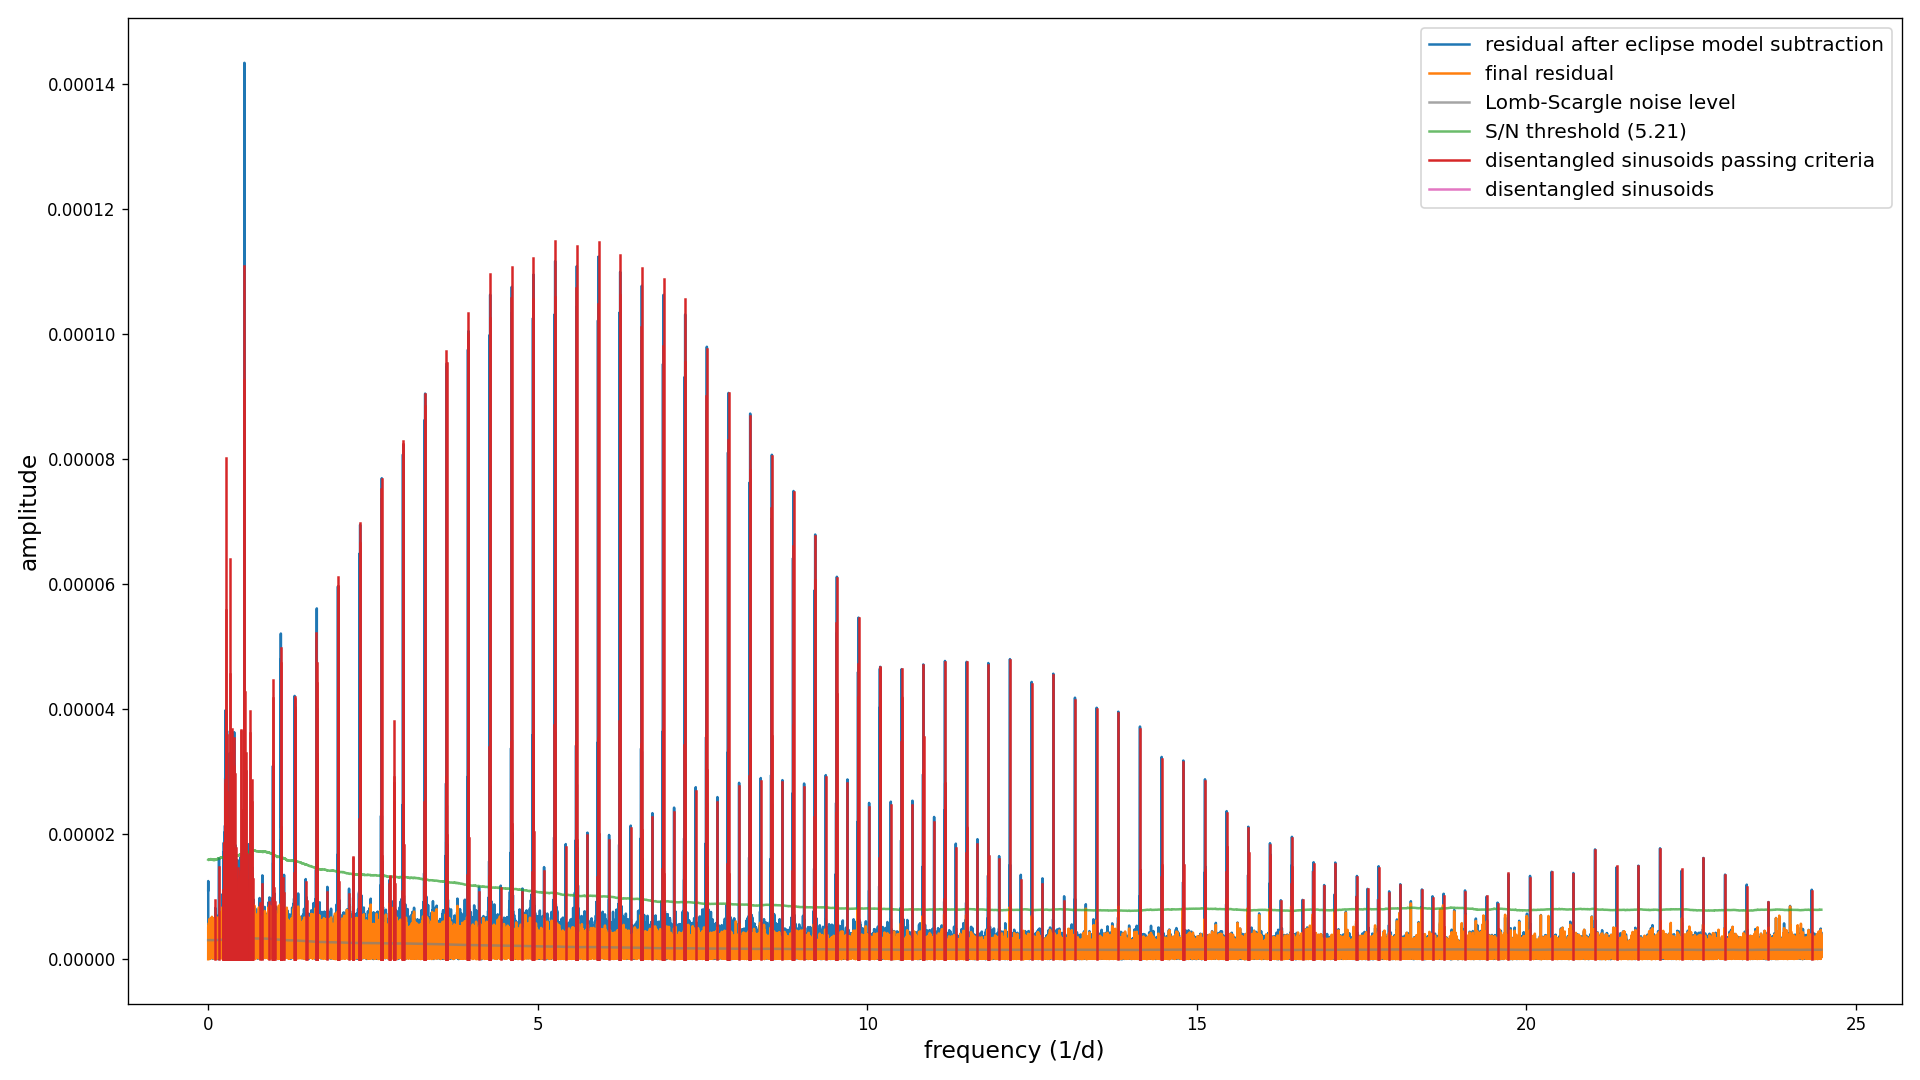 residual after eclipse model subtraction
final residual
Lomb-Scargle noise level
S/N threshold (5.21)
disentangled sinusoids passing criteria
disentangled sinusoids
amplitude
0.00014
0.00012
0.00010
0.00008
0.00006
0.00004
0.00002
0.00000
0 5 10 15 20 25
frequency (1/d)